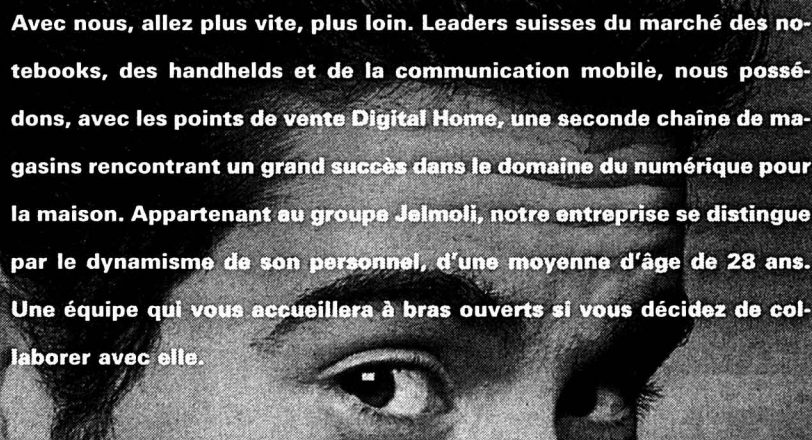 Avec nous, allez plus vite, plus loin. Leaders suisses du marché des no-
tebooks, des handhelds et de la communication mobile, nous possé-
dons, avec les points de vente Digital Home, une seconde chaîne de ma-
gasins rencontrant un grand succès dans le domaine du numérique pour
la maison. Appartenant au groupe Jelmoli, notre entreprise se distingue
par le dynamisme de son personnel, d'une moyenne d'âge de 28 ans.
Une équipe qui vous accueillera à bras ouverts si vous décidez de col-
laborer avec elle.